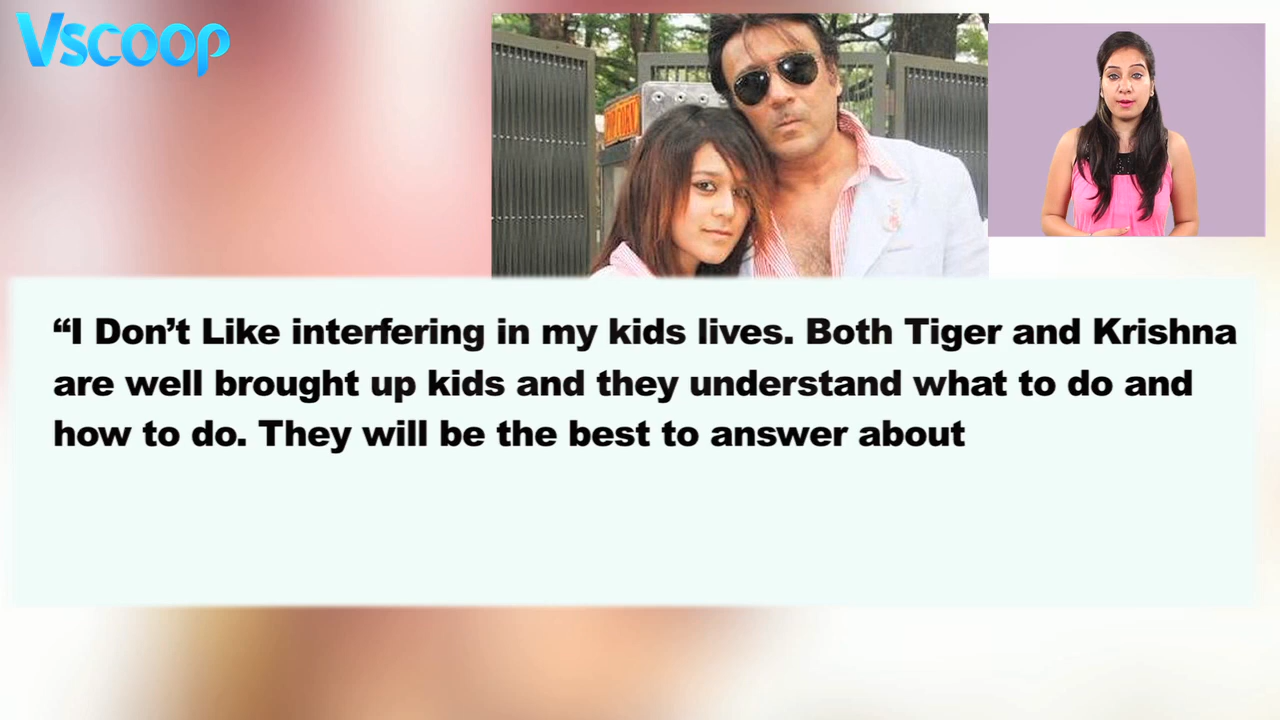 Vscoop
“I Don’t Like interfering in my kids lives. Both Tiger and Krishna
are well brought up kids and they understand what to do and
how to do. They will be the best to answer about